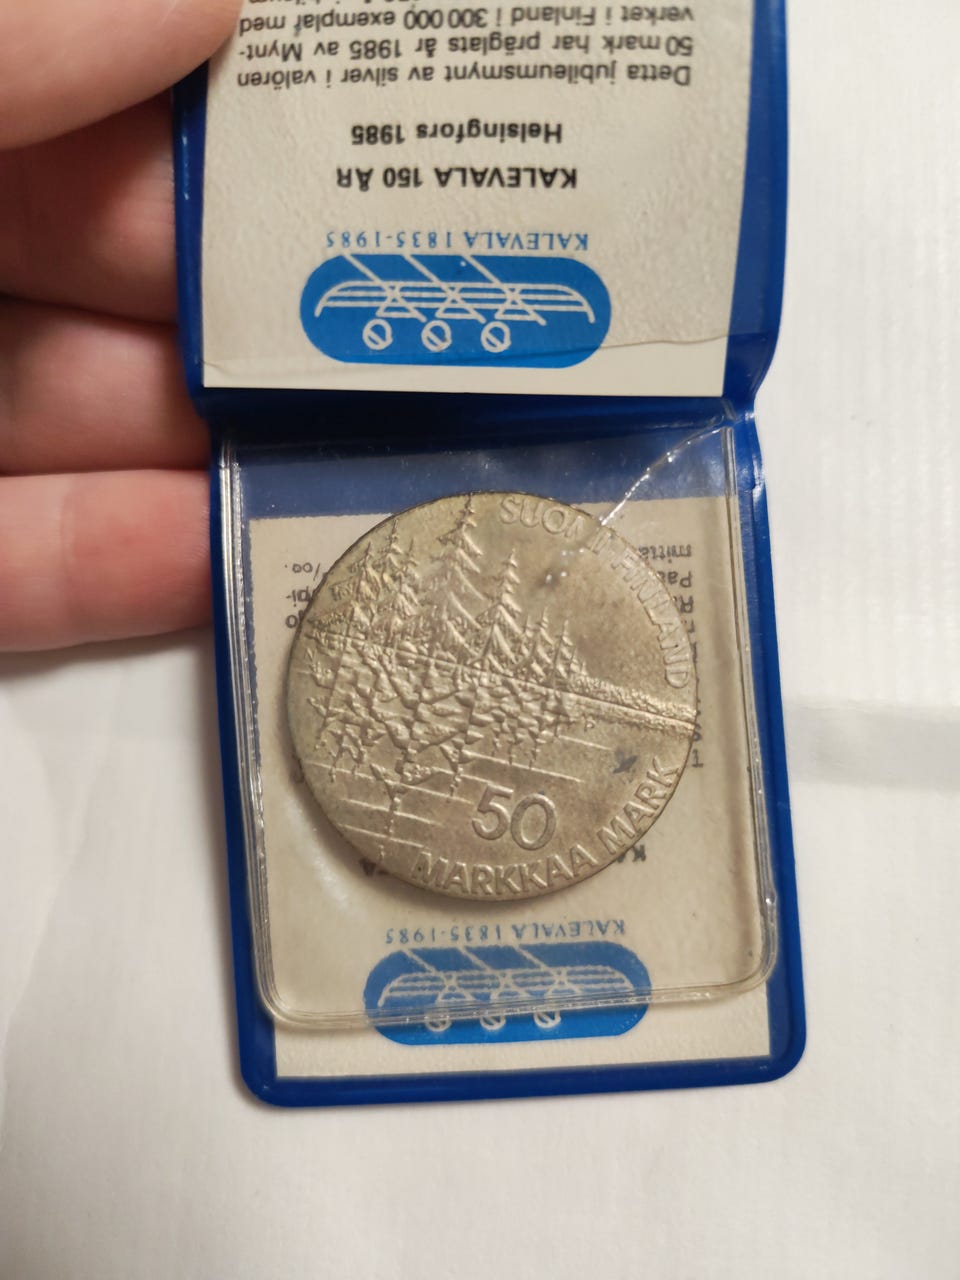 KALEVALA 1835-1985
KALEVALA 150 ÅR
Helsingfors 1985
Detta jubileumsmynt av silver i valören
50 mark har präglats år 1985 av Mynt-
verket i Finland i 300 000 exemplar med
SUOMI FINLAND
50
MARKKAA MARK
KALEVALA 1835-1985